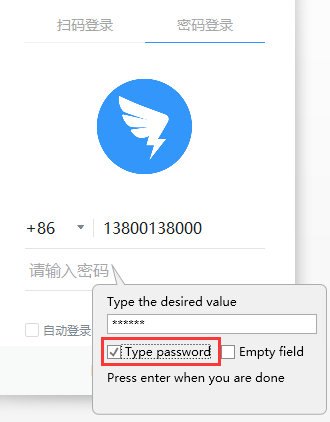 扫码登录 密码登录
+86 13800138000
请输入密码
自动登录
Type the desired value
******
Type password Empty field
Press enter when you are done